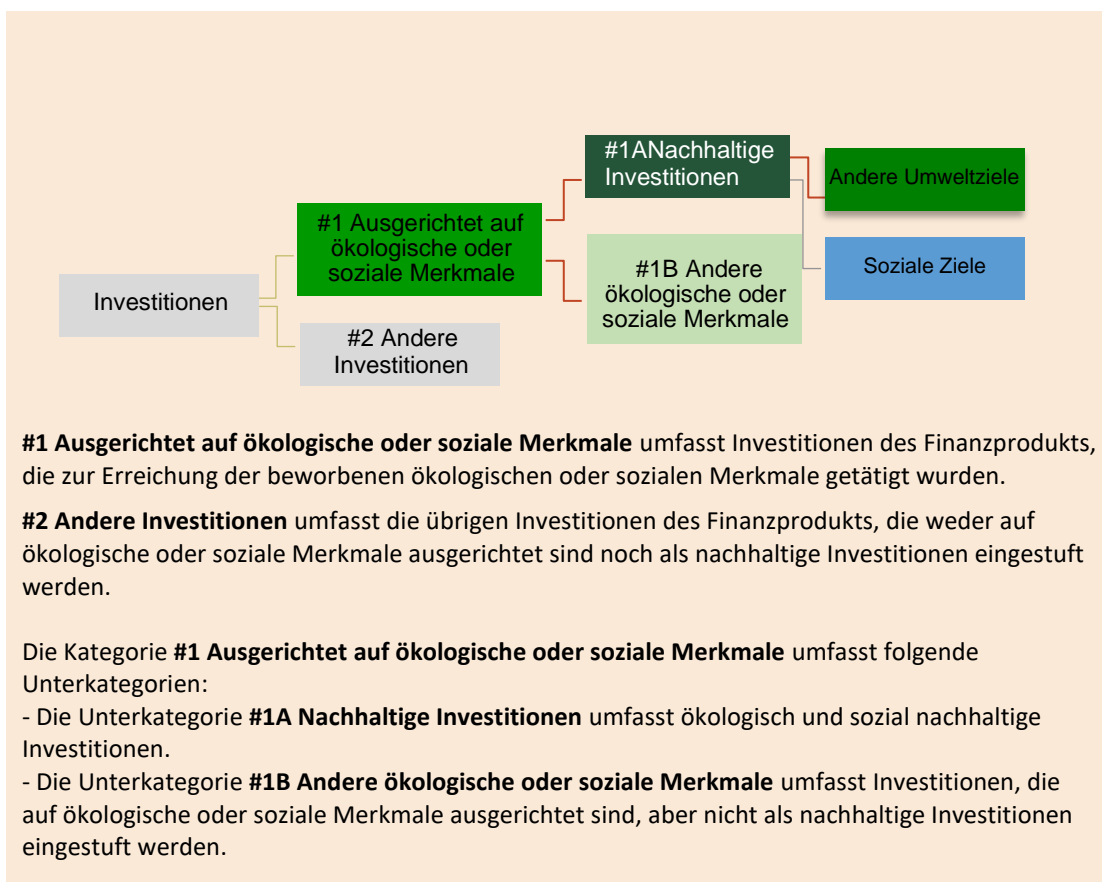 #1ANachhaltige
Investitionen
Andere Umweltziele
#1 Ausgerichtet auf
ökologische oder
soziale Merkmale
#1B Andere
ökologische oder
soziale Merkmale
Soziale Ziele
Investitionen
#2 Andere
Investitionen
#1 Ausgerichtet auf ökologische oder soziale Merkmale umfasst Investitionen des Finanzprodukts,
die zur Erreichung der beworbenen ökologischen oder sozialen Merkmale getätigt wurden.
#2 Andere Investitionen umfasst die übrigen Investitionen des Finanzprodukts, die weder auf
ökologische oder soziale Merkmale ausgerichtet sind noch als nachhaltige Investitionen eingestuft
werden.
Die Kategorie #1 Ausgerichtet auf ökologische oder soziale Merkmale umfasst folgende
Unterkategorien:
- Die Unterkategorie #1A Nachhaltige Investitionen umfasst ökologisch und sozial nachhaltige
Investitionen.
- Die Unterkategorie #1B Andere ökologische oder soziale Merkmale umfasst Investitionen, die
auf ökologische oder soziale Merkmale ausgerichtet sind, aber nicht als nachhaltige Investitionen
eingestuft werden.